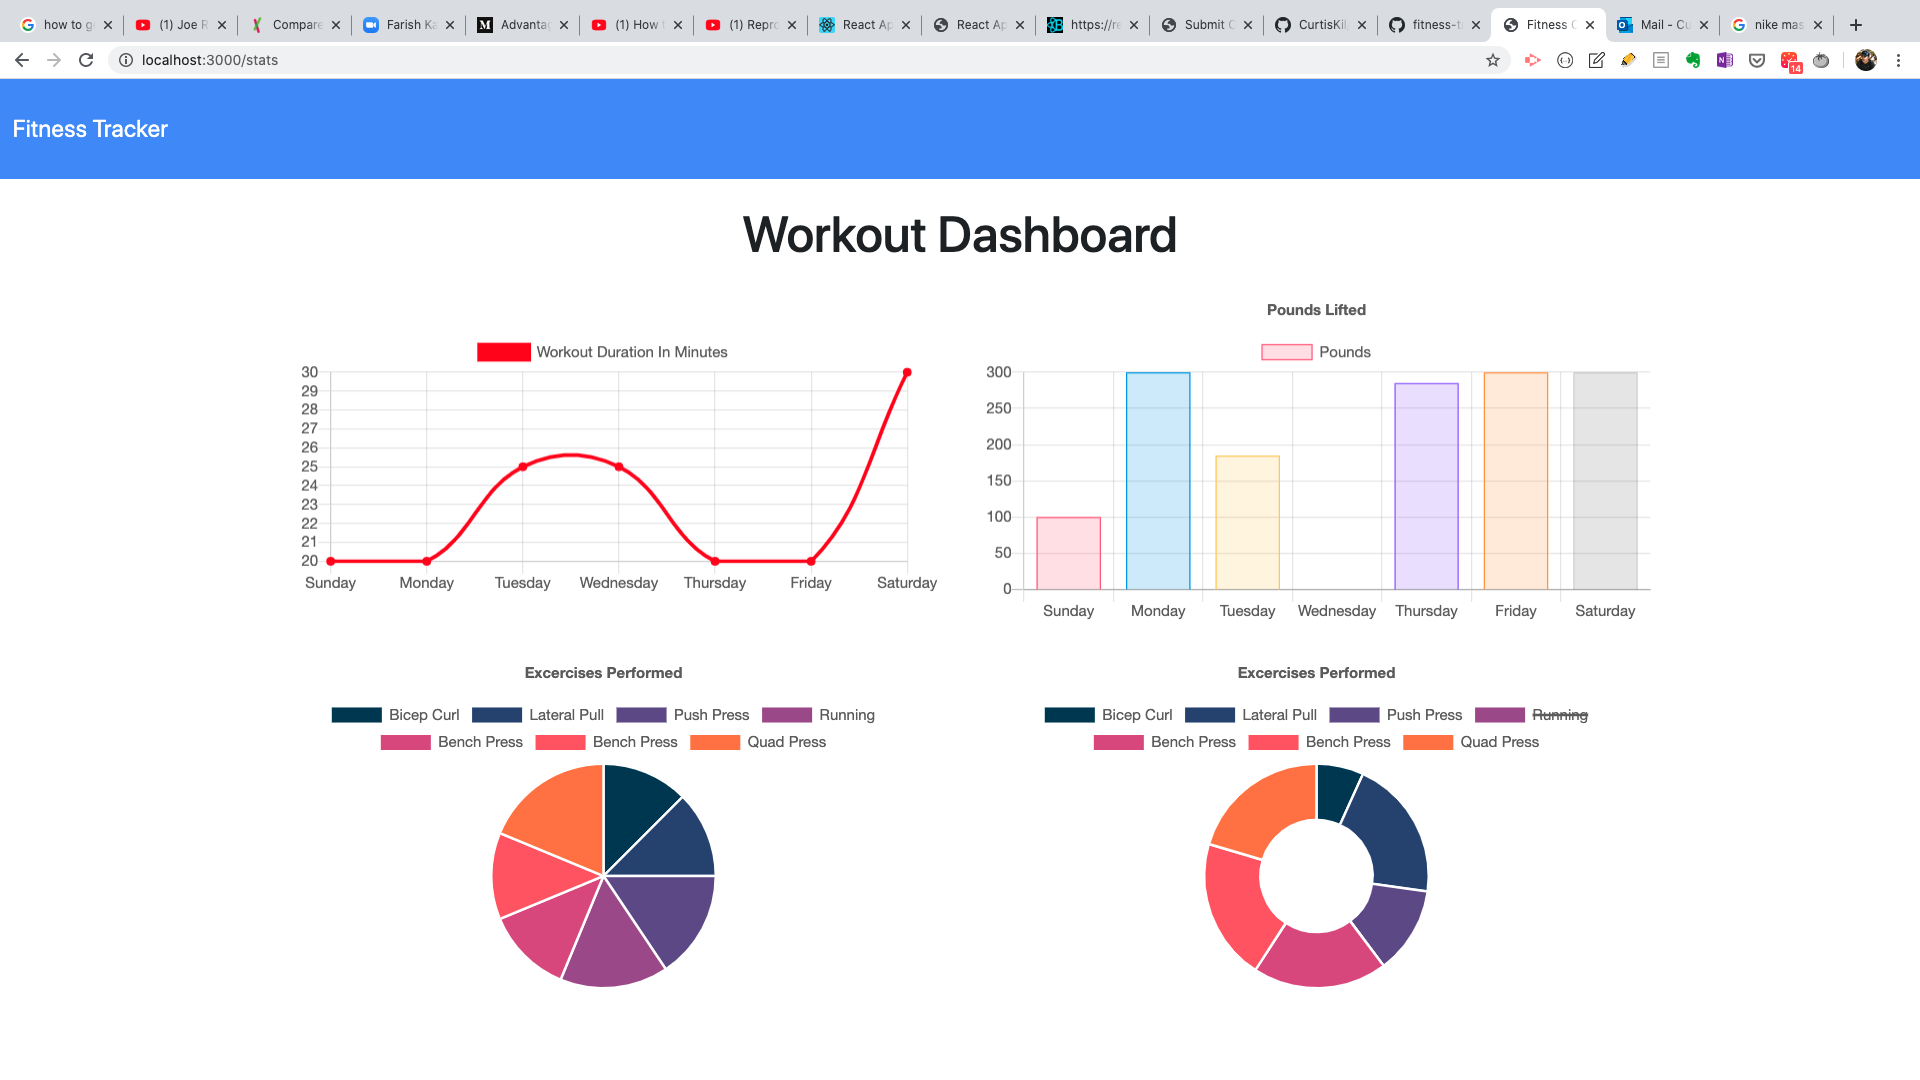 how to g (1) Joe R Compare Farish Ka Advantag (1) How t (1) Repro React Ap React Ap https://re Submit C CurtisKil fitness-t Fitness C Mail - Cu nike mas
localhost:3000/stats
14
Fitness Tracker
Workout Dashboard
Workout Duration In Minutes
30
29
28
27
26
25
24
23
22
21
20
Sunday Monday Tuesday Wednesday Thursday Friday Saturday
Pounds Lifted
Pounds
300
250
200
150
100
50
0
Sunday Monday Tuesday Wednesday Thursday Friday Saturday
Excercises Performed
Bicep Curl Lateral Pull Push Press Running
Bench Press Bench Press Quad Press
Excercises Performed
Bicep Curl Lateral Pull Push Press Running
Bench Press Bench Press Quad Press